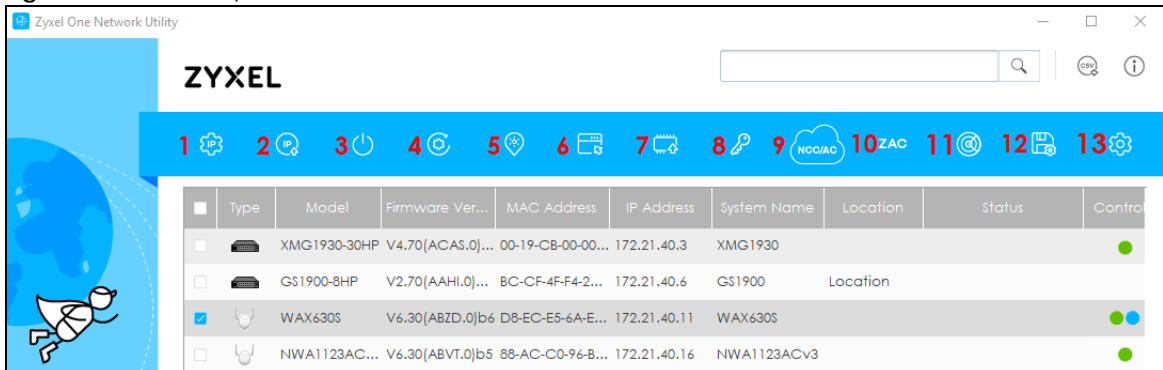 Zyxel One Network Utility
ZYXEL
CSV
1 IP 2 IP 3 4 5 6 7 8 9 NCC/AC 10 ZAC 11 12 13
Type Model Firmware Ver... MAC Address IP Address System Name Location Status Control
XMG1930-30HP V4.70(ACAS.0)... 00-19-CB-00-00... 172.21.40.3 XMG1930
GS1900-8HP V2.70(AAHI.0)... BC-CF-4F-F4-2... 172.21.40.6 GS1900 Location
WAX630S V6.30(ABZD.0)b6 D8-EC-E5-6A-E... 172.21.40.11 WAX630S
NWA1123AC... V6.30(ABVT.0)b5 88-AC-C0-96-B... 172.21.40.16 NWA1123ACv3